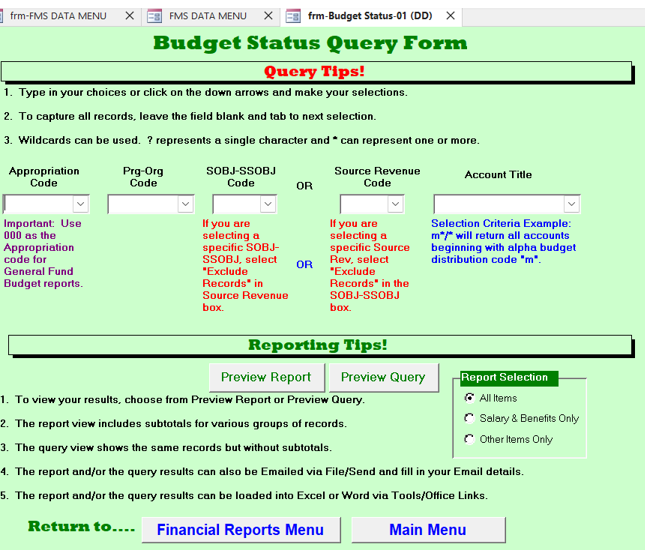 frm-FMS DATA MENU
FMS DATA MENU
frm-Budget Status-01 (DD)
Budget Status Query Form
Query Tips!
1. Type in your choices or click on the down arrows and make your selections.
2. To capture all records, leave the field blank and tab to next selection.
3. Wildcards can be used. ? represents a single character and * can represent one or more.
Appropriation
Code
Prg-Org
Code
SOBJ-SSOBJ
Code
OR
Source Revenue
Code
Account Title
Important: Use
000 as the
Appropriation
code for
General Fund
Budget reports.
If you are
selecting a
specific SOBJ-
SSOBJ, select
"Exclude
Records" in
Source Revenue
box.
OR
If you are
selecting a
specific Source
Rev, select
"Exclude
Records" in the
SOBJ-SSOBJ
box.
Selection Criteria Example:
m*/* will return all accounts
beginning with alpha budget
distribution code "m".
Reporting Tips!
Preview Report
Preview Query
Report Selection
All Items
Salary & Benefits Only
Other Items Only
1. To view your results, choose from Preview Report or Preview Query.
2. The report view includes subtotals for various groups of records.
3. The query view shows the same records but without subtotals.
4. The report and/or the query results can also be Emailed via File/Send and fill in your Email details.
5. The report and/or the query results can be loaded into Excel or Word via Tools/Office Links.
Return to....
Financial Reports Menu
Main Menu